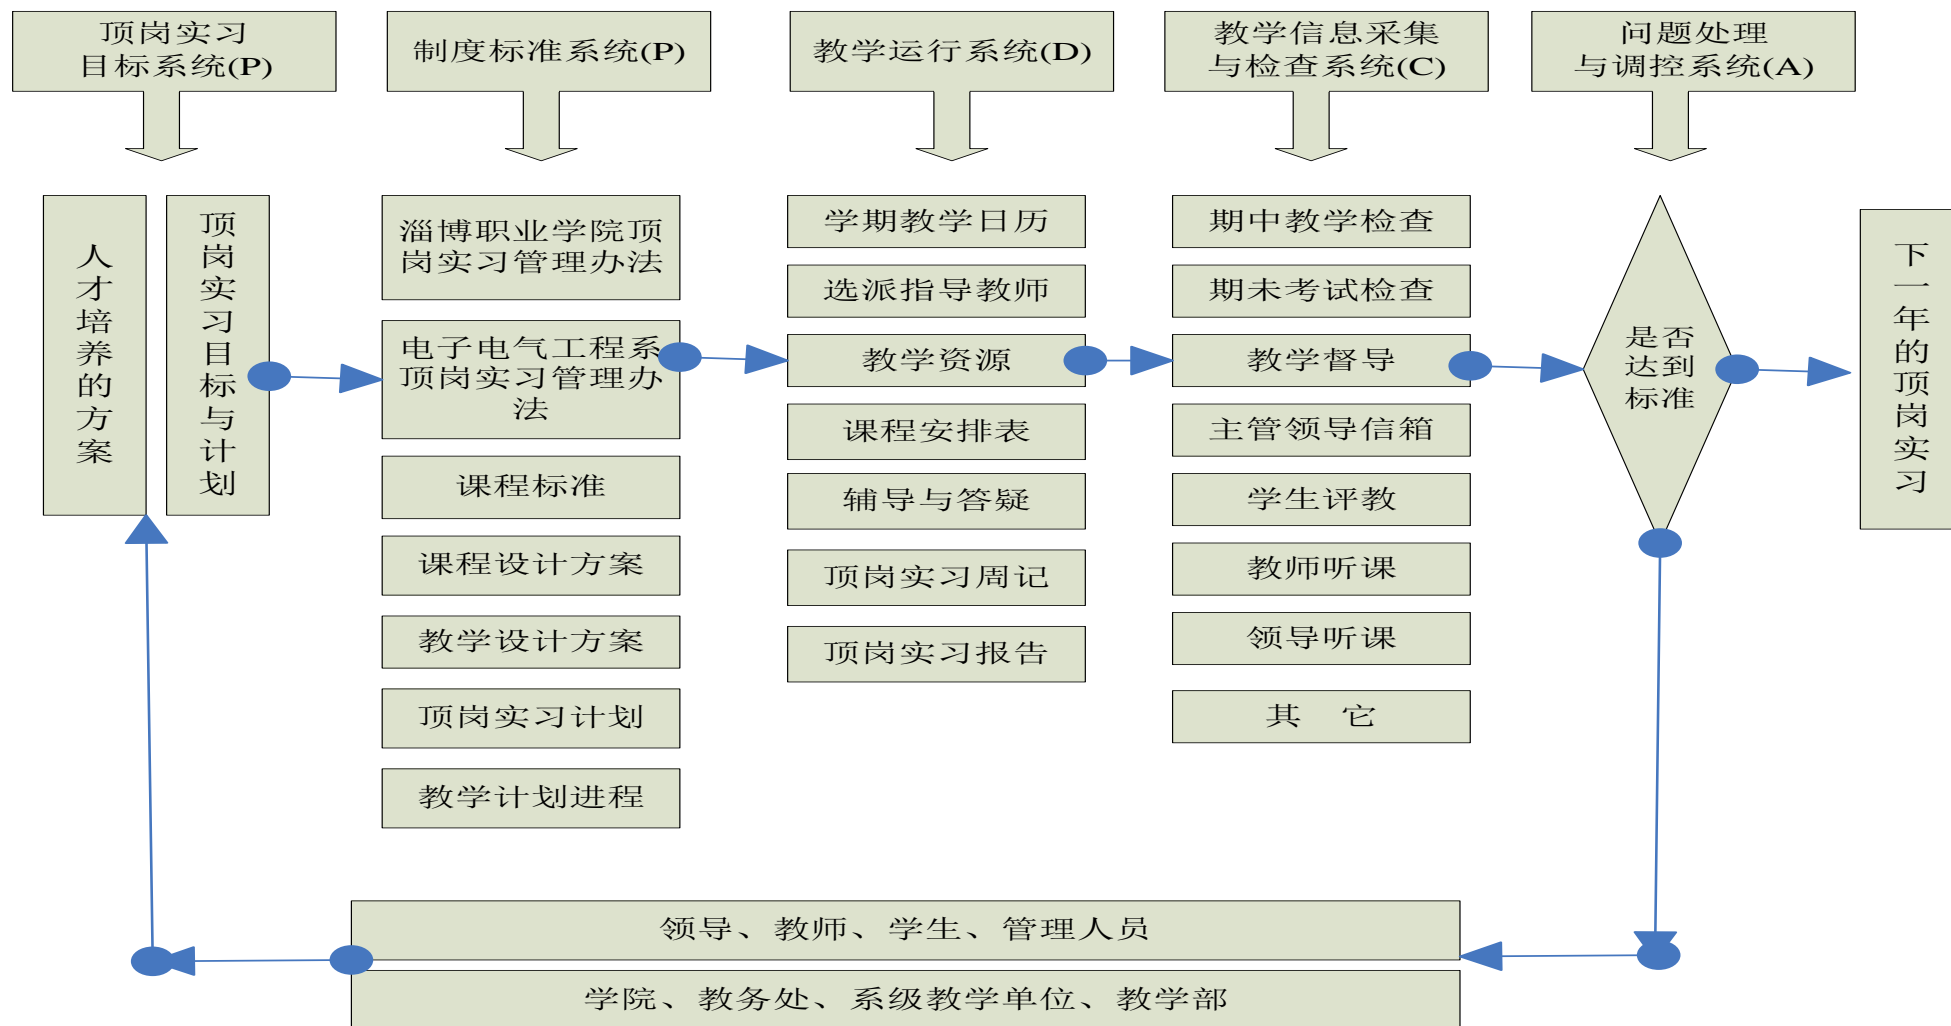 顶岗实习
目标系统(P)
制度标准系统(P)
教学运行系统(D)
教学信息采集
与检查系统(C)
问题处理
与调控系统(A)
人才培养的方案
顶岗实习目标与计划
淄博职业学院顶
岗实习管理办法
电子电气工程系
顶岗实习管理办
法
课程标准
课程设计方案
教学设计方案
顶岗实习计划
教学计划进程
学期教学日历
选派指导教师
教学资源
课程安排表
辅导与答疑
顶岗实习周记
顶岗实习报告
期中教学检查
期未考试检查
教学督导
主管领导信箱
学生评教
教师听课
领导听课
其 它
是否
达到
标准
下一年的顶岗实习
领导、教师、学生、管理人员
学院、教务处、系级教学单位、教学部